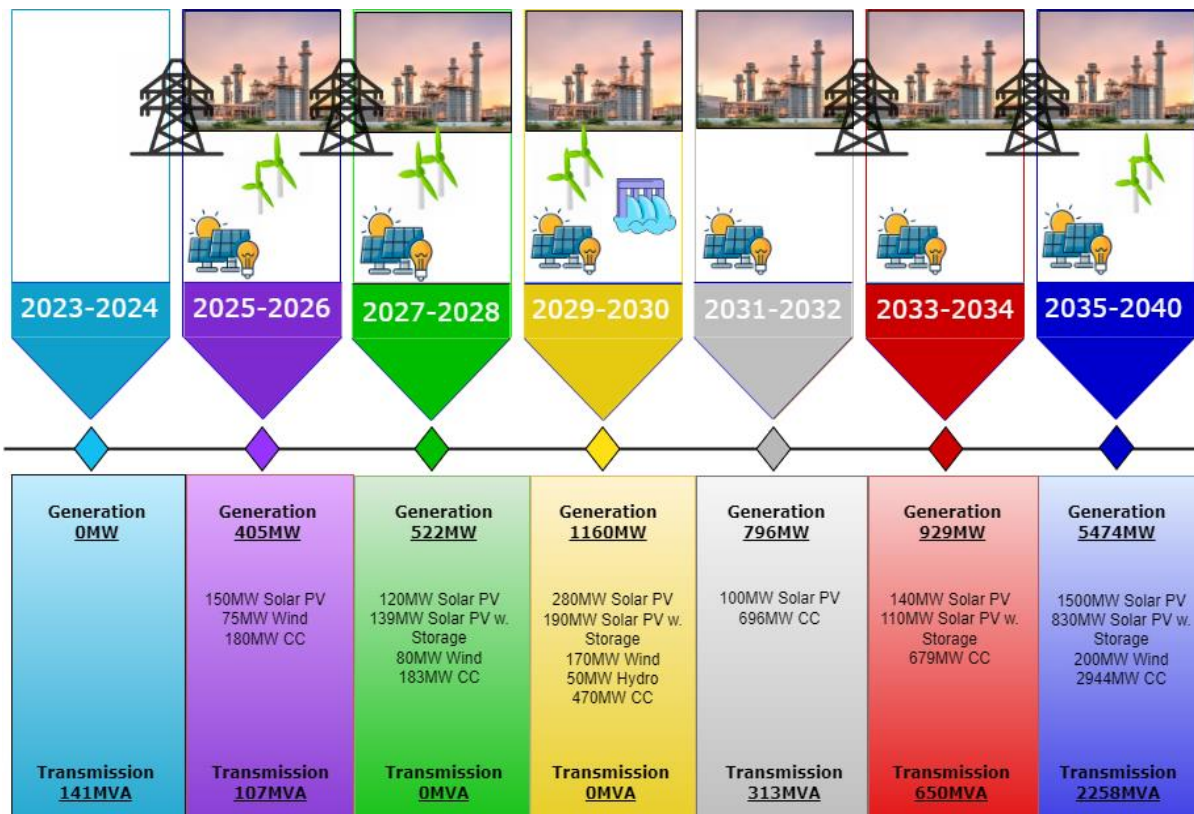 2023-2024
2025-2026
2027-2028
2029-2030
2031-2032
2033-2034
2035-2040
Generation
0MW
Transmission
141MVA
Generation
405MW
150MW Solar PV
75MW Wind
180MW CC
Transmission
107MVA
Generation
522MW
120MW Solar PV
139MW Solar PV w.
Storage
80MW Wind
183MW CC
Transmission
0MVA
Generation
1160MW
280MW Solar PV
190MW Solar PV w.
Storage
170MW Wind
50MW Hydro
470MW CC
Transmission
0MVA
Generation
796MW
100MW Solar PV
696MW CC
Transmission
313MVA
Generation
929MW
140MW Solar PV
110MW Solar PV w.
Storage
679MW CC
Transmission
650MVA
Generation
5474MW
1500MW Solar PV
830MW Solar PV w.
Storage
200MW Wind
2944MW CC
Transmission
2258MVA